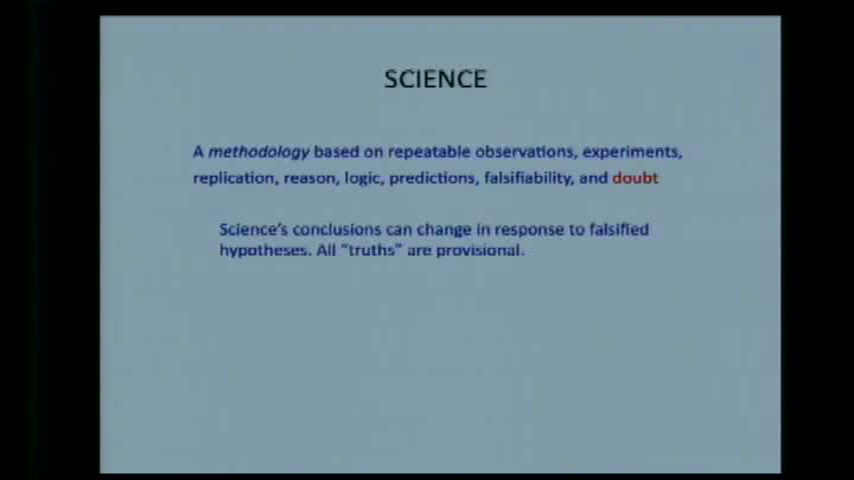 SCIENCE
A methodology based on repeatable observations, experiments,
replication, reason, logic, predictions, falsifiability, and doubt
Science’s conclusions can change in response to falsified
hypotheses. All “truths” are provisional.